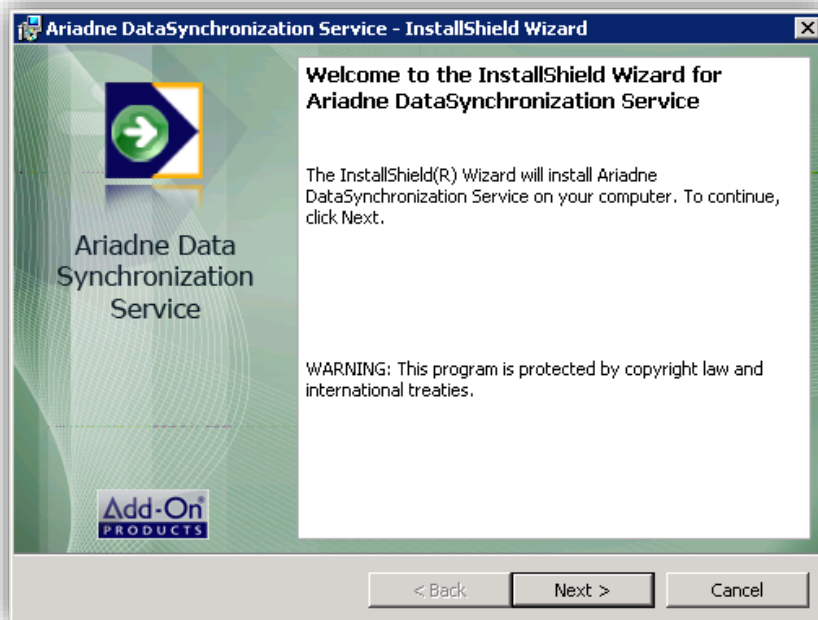 Ariadne DataSynchronization Service - InstallShield Wizard
Welcome to the InstallShield Wizard for
Ariadne DataSynchronization Service
The InstallShield(R) Wizard will install Ariadne
DataSynchronization Service on your computer. To continue,
click Next.
Ariadne Data
Synchronization
Service
WARNING: This program is protected by copyright law and
international treaties.
Add-On®
PRODUCTS
< Back
Next >
Cancel